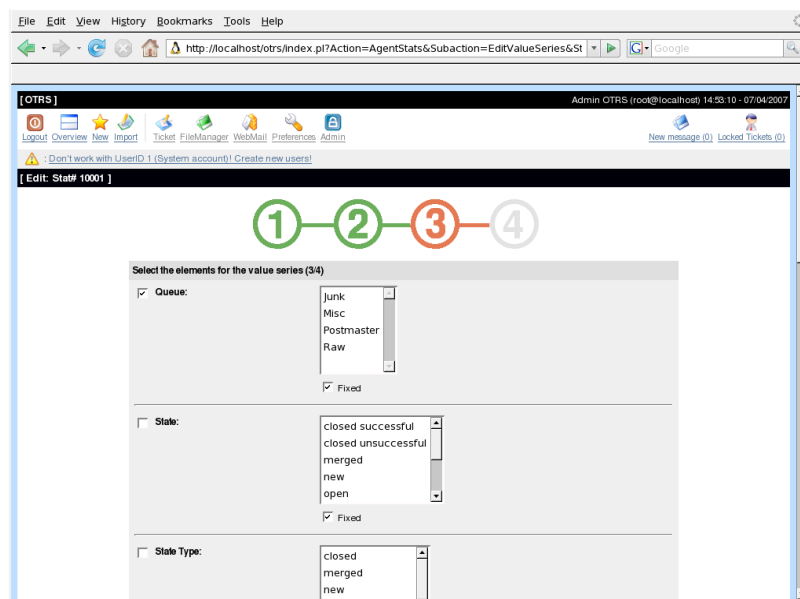 File Edit View History Bookmarks Tools Help
http://localhost/otrs/index.pl?Action=AgentStats&Subaction=EditValueSeries&St
G Google
[ OTRS ]
Admin OTRS (root@localhost) 14:53:10 - 07/04/2007
Logout Overview New Import Ticket FileManager WebMail Preferences Admin
New message (0) Locked Tickets (0)
: Don't work with UserID 1 (System account)! Create new users!
[ Edit: Stat# 10001 ]
1 2 3 4
Select the elements for the value series (3/4)
Queue:
Junk
Misc
Postmaster
Raw
Fixed
State:
closed successful
closed unsuccessful
merged
new
open
Fixed
State Type:
closed
merged
new